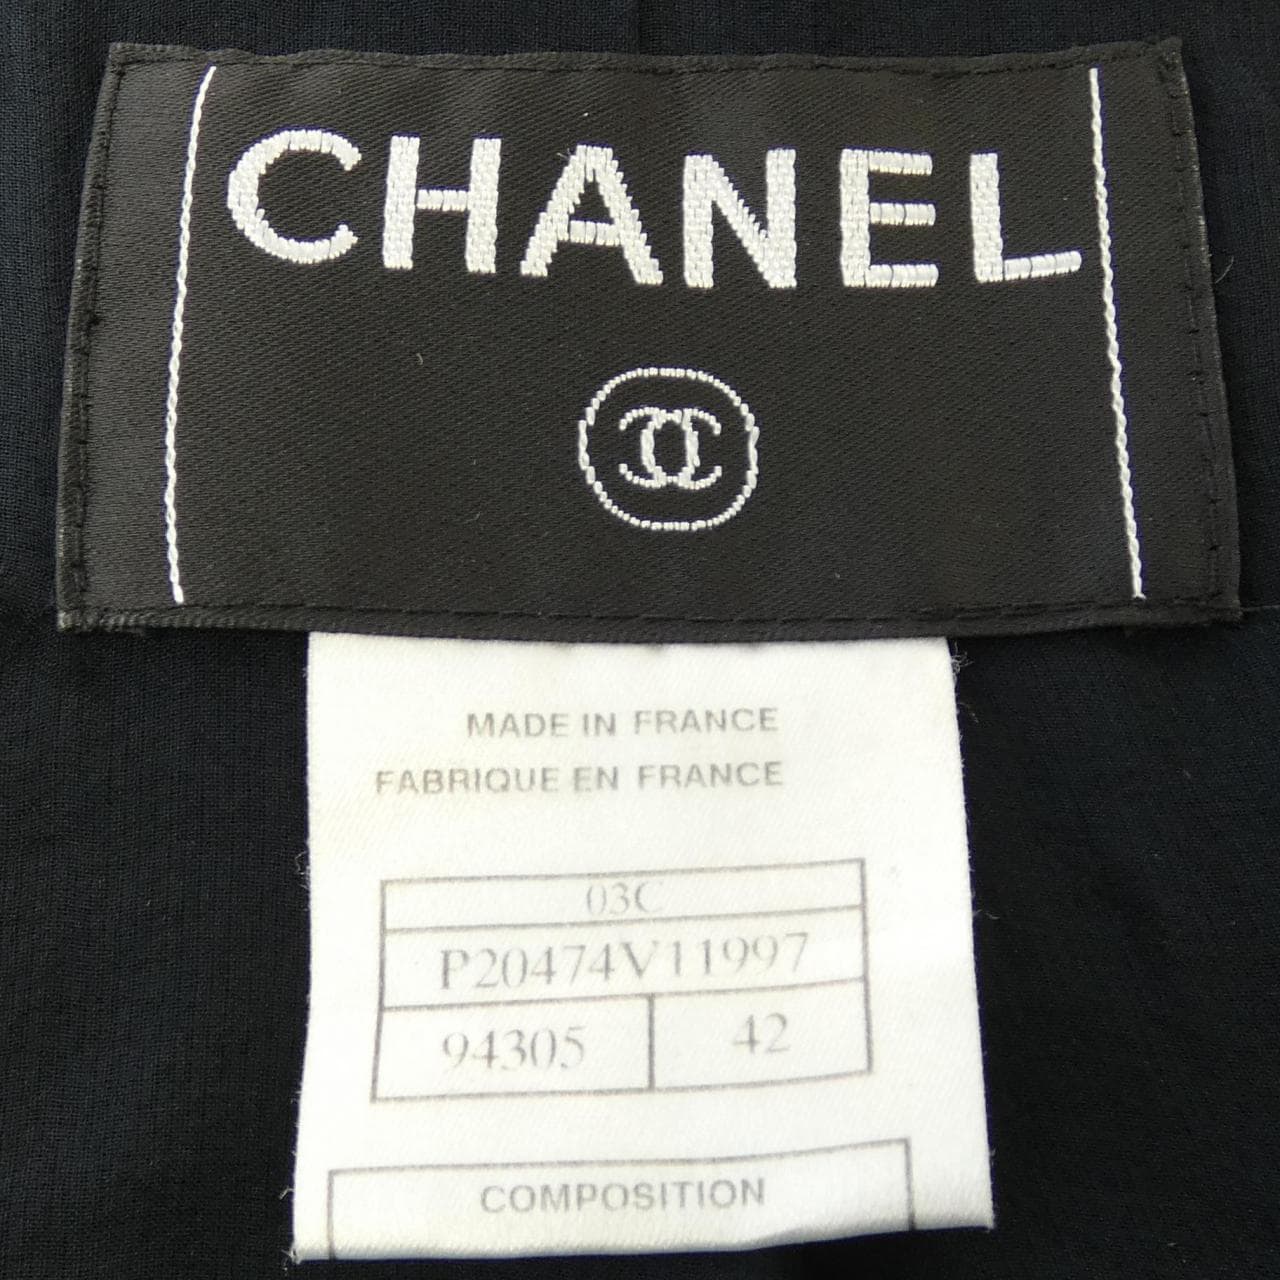 CHANEL
MADE IN FRANCE
FABRIQUE EN FRANCE
03C
P20474V11997
94305 42
COMPOSITION